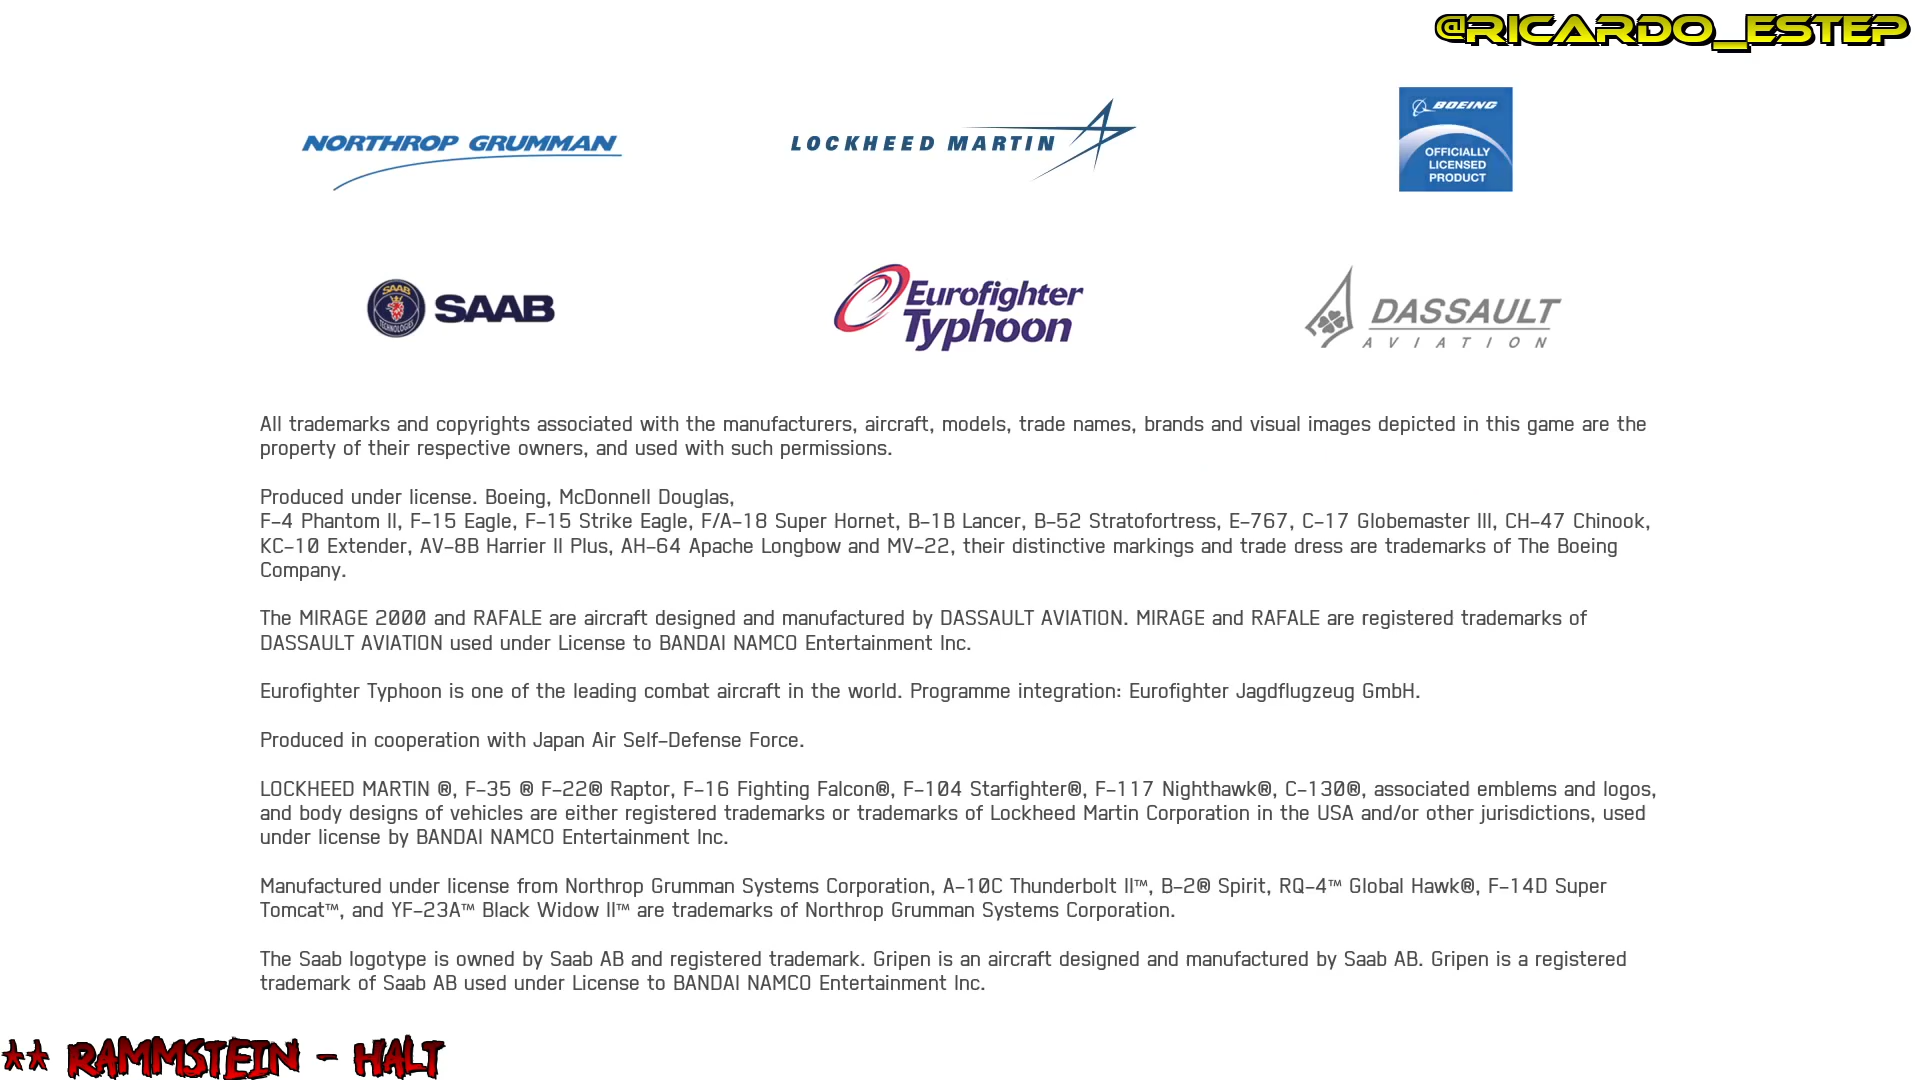 @RICARDO_ESTEP
NORTHROP GRUMMAN
LOCKHEED MARTIN
BOEING
OFFICIALLY
LICENSED
PRODUCT
SAAB
TECHNOLOGIES
SAAB
Eurofighter
Typhoon
DASSAULT
AVIATION
All trademarks and copyrights associated with the manufacturers, aircraft, models, trade names, brands and visual images depicted in this game are the
property of their respective owners, and used with such permissions.
Produced under license. Boeing, McDonnell Douglas,
F-4 Phantom II, F-15 Eagle, F-15 Strike Eagle, F/A-18 Super Hornet, B-1B Lancer, B-52 Stratofortress, E-767, C-17 Globemaster III, CH-47 Chinook,
KC-10 Extender, AV-8B Harrier II Plus, AH-64 Apache Longbow and MV-22, their distinctive markings and trade dress are trademarks of The Boeing
Company.
The MIRAGE 2000 and RAFALE are aircraft designed and manufactured by DASSAULT AVIATION. MIRAGE and RAFALE are registered trademarks of
DASSAULT AVIATION used under License to BANDAI NAMCO Entertainment Inc.
Eurofighter Typhoon is one of the leading combat aircraft in the world. Programme integration: Eurofighter Jagdflugzeug GmbH.
Produced in cooperation with Japan Air Self-Defense Force.
LOCKHEED MARTIN ®, F-35 ® F-22® Raptor, F-16 Fighting Falcon®, F-104 Starfighter®, F-117 Nighthawk®, C-130®, associated emblems and logos,
and body designs of vehicles are either registered trademarks or trademarks of Lockheed Martin Corporation in the USA and/or other jurisdictions, used
under license by BANDAI NAMCO Entertainment Inc.
Manufactured under license from Northrop Grumman Systems Corporation, A-10C Thunderbolt II™, B-2® Spirit, RQ-4™ Global Hawk®, F-14D Super
Tomcat™, and YF-23A™ Black Widow II™ are trademarks of Northrop Grumman Systems Corporation.
The Saab logotype is owned by Saab AB and registered trademark. Gripen is an aircraft designed and manufactured by Saab AB. Gripen is a registered
trademark of Saab AB used under License to BANDAI NAMCO Entertainment Inc.
** RAMMSTEIN - HALT